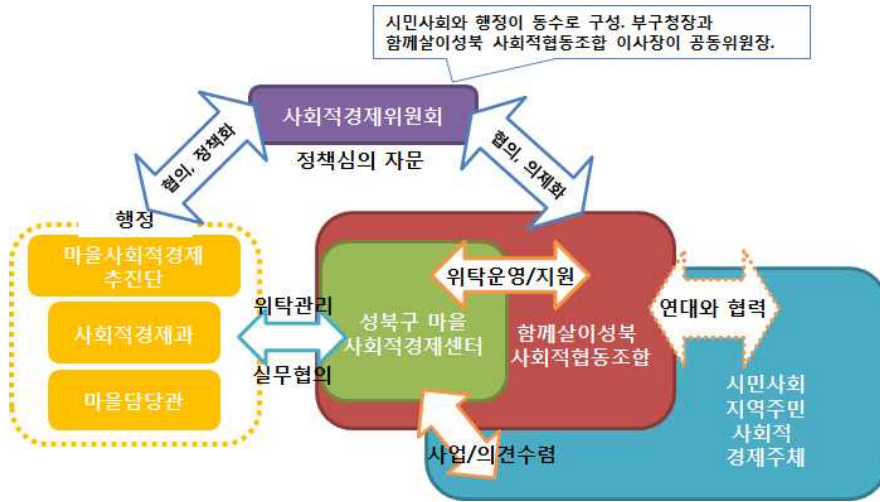 시민사회와 행정이 동수로 구성. 부구청장과
함께살이성북 사회적협동조합 이사장이 공동위원장.
사회적경제위원회
정책심의 자문
협의, 정책화
협의, 의제화
행정
마을사회적경제
추진단
사회적경제과
마을담당관
위탁관리
실무협의
성북구 마을
사회적경제센터
위탁운영/지원
함께살이성북
사회적협동조합
연대와 협력
사업/의견수렴
시민사회
지역주민
사회적
경제주체